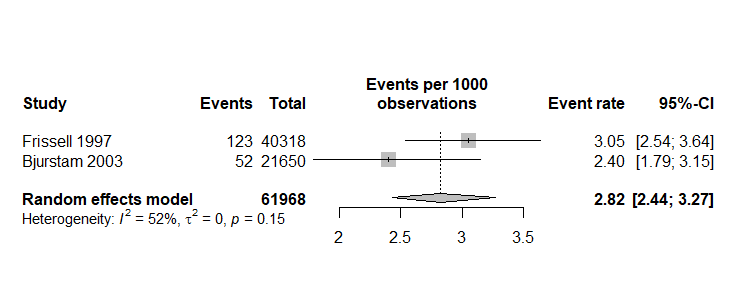 Events per 1000
Study Events Total observations Event rate 95%-CI
Frissell 1997 123 40318 3.05 [2.54; 3.64]
Bjurstam 2003 52 21650 2.40 [1.79; 3.15]
Random effects model 61968 2.82 [2.44; 3.27]
Heterogeneity: I² = 52%, τ² = 0, p = 0.15
2 2.5 3 3.5